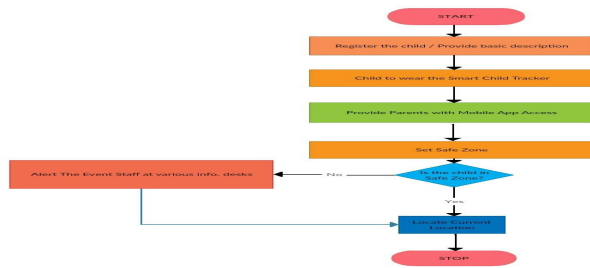 START
Register the child / Provide basic description
Child to wear the Smart Child Tracker
Provide Parents with Mobile App Access
Set Safe Zone
Is the child in
Safe Zone?
No
Alert The Event Staff at various info. desks
Yes
Locate Current
Location
STOP